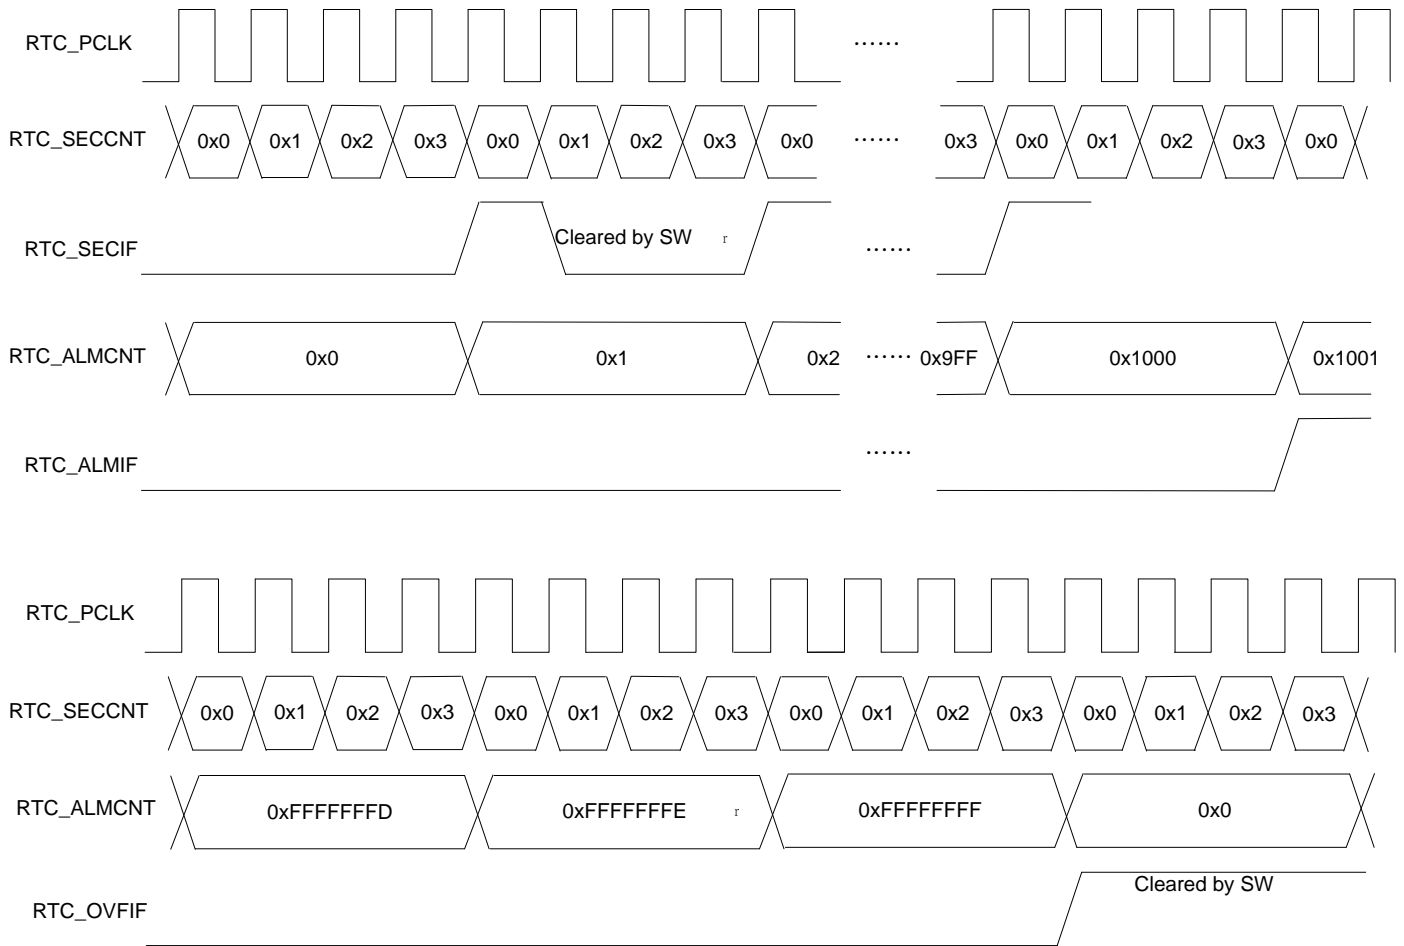 RTC_PCLK ······
RTC_SECCNT 0x0 0x1 0x2 0x3 0x0 0x1 0x2 0x3 0x0 ······ 0x3 0x0 0x1 0x2 0x3 0x0
RTC_SECIF Cleared by SW r ······
RTC_ALMCNT 0x0 0x1 0x2 ······ 0x9FF 0x1000 0x1001
RTC_ALMIF ······
RTC_PCLK
RTC_SECCNT 0x0 0x1 0x2 0x3 0x0 0x1 0x2 0x3 0x0 0x1 0x2 0x3 0x0 0x1 0x2 0x3
RTC_ALMCNT 0xFFFFFFFD 0xFFFFFFFE r 0xFFFFFFFF 0x0
RTC_OVFIF Cleared by SW